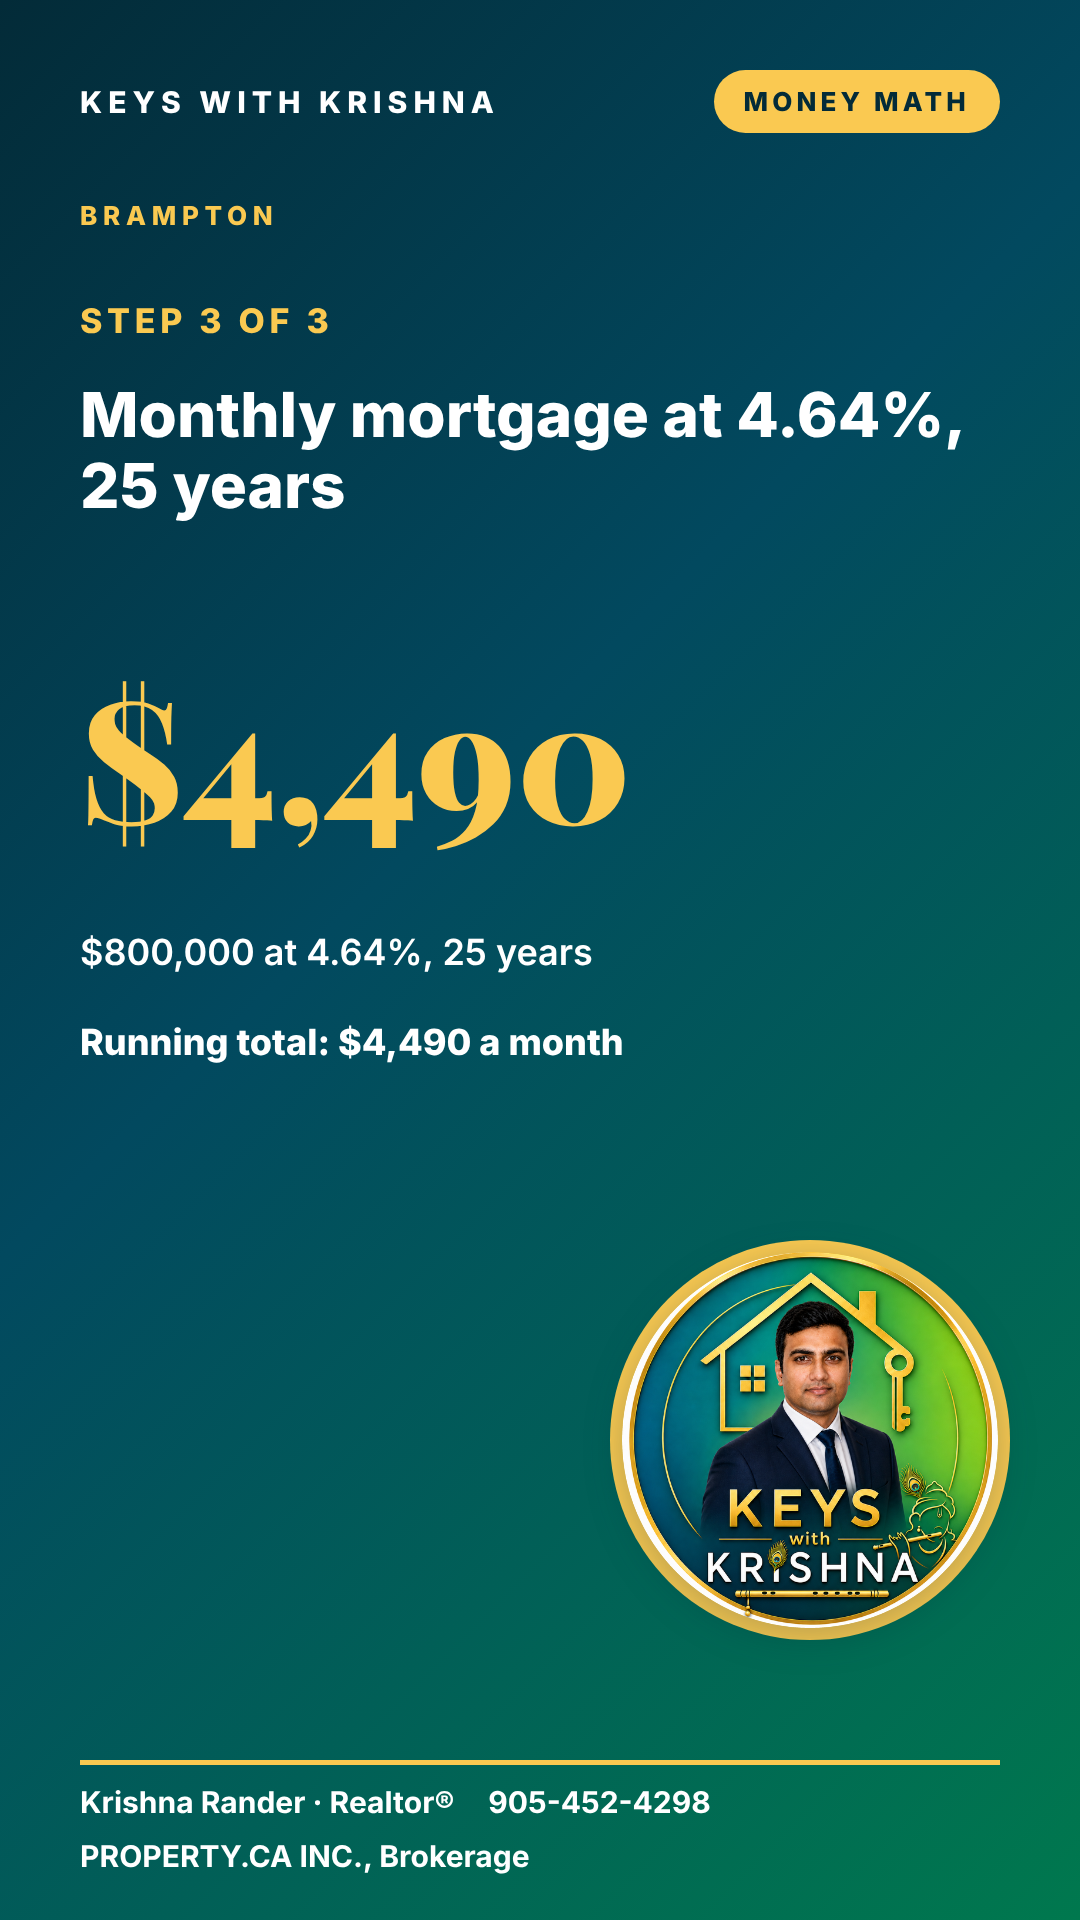 KEYS WITH KRISHNA
MONEY MATH
BRAMPTON
STEP 3 OF 3
Monthly mortgage at 4.64%,
25 years
$4,490
$800,000 at 4.64%, 25 years
Running total: $4,490 a month
KEYS
with
KRISHNA
Krishna Rander · Realtor® 905-452-4298
PROPERTY.CA INC., Brokerage